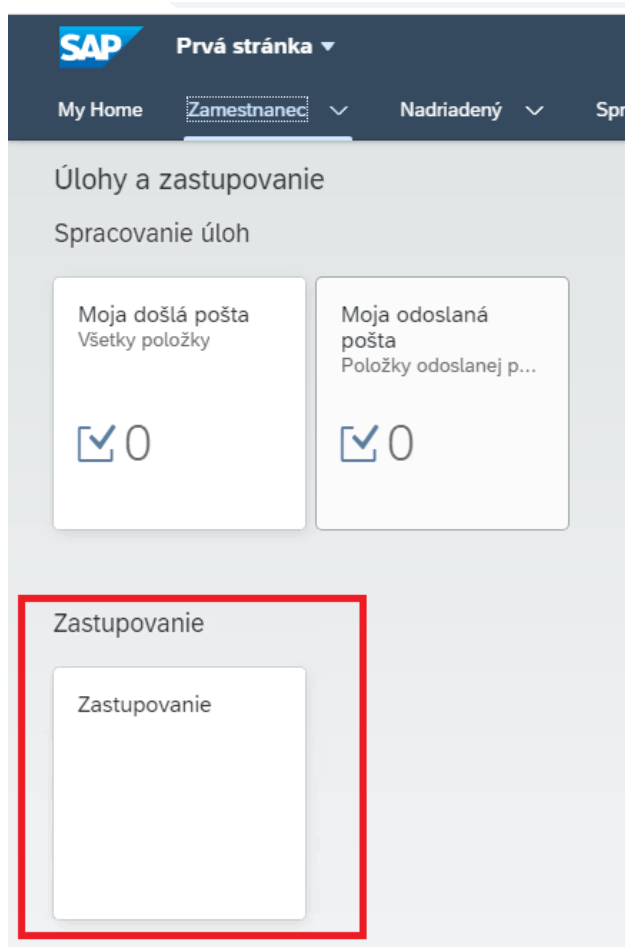 SAP Prvá stránka
My Home Zamestnanec Nadriadený Spr
Úlohy a zastupovanie
Spracovanie úloh
Moja došlá pošta
Všetky položky
0
Moja odoslaná
pošta
Položky odoslanej p...
0
Zastupovanie
Zastupovanie